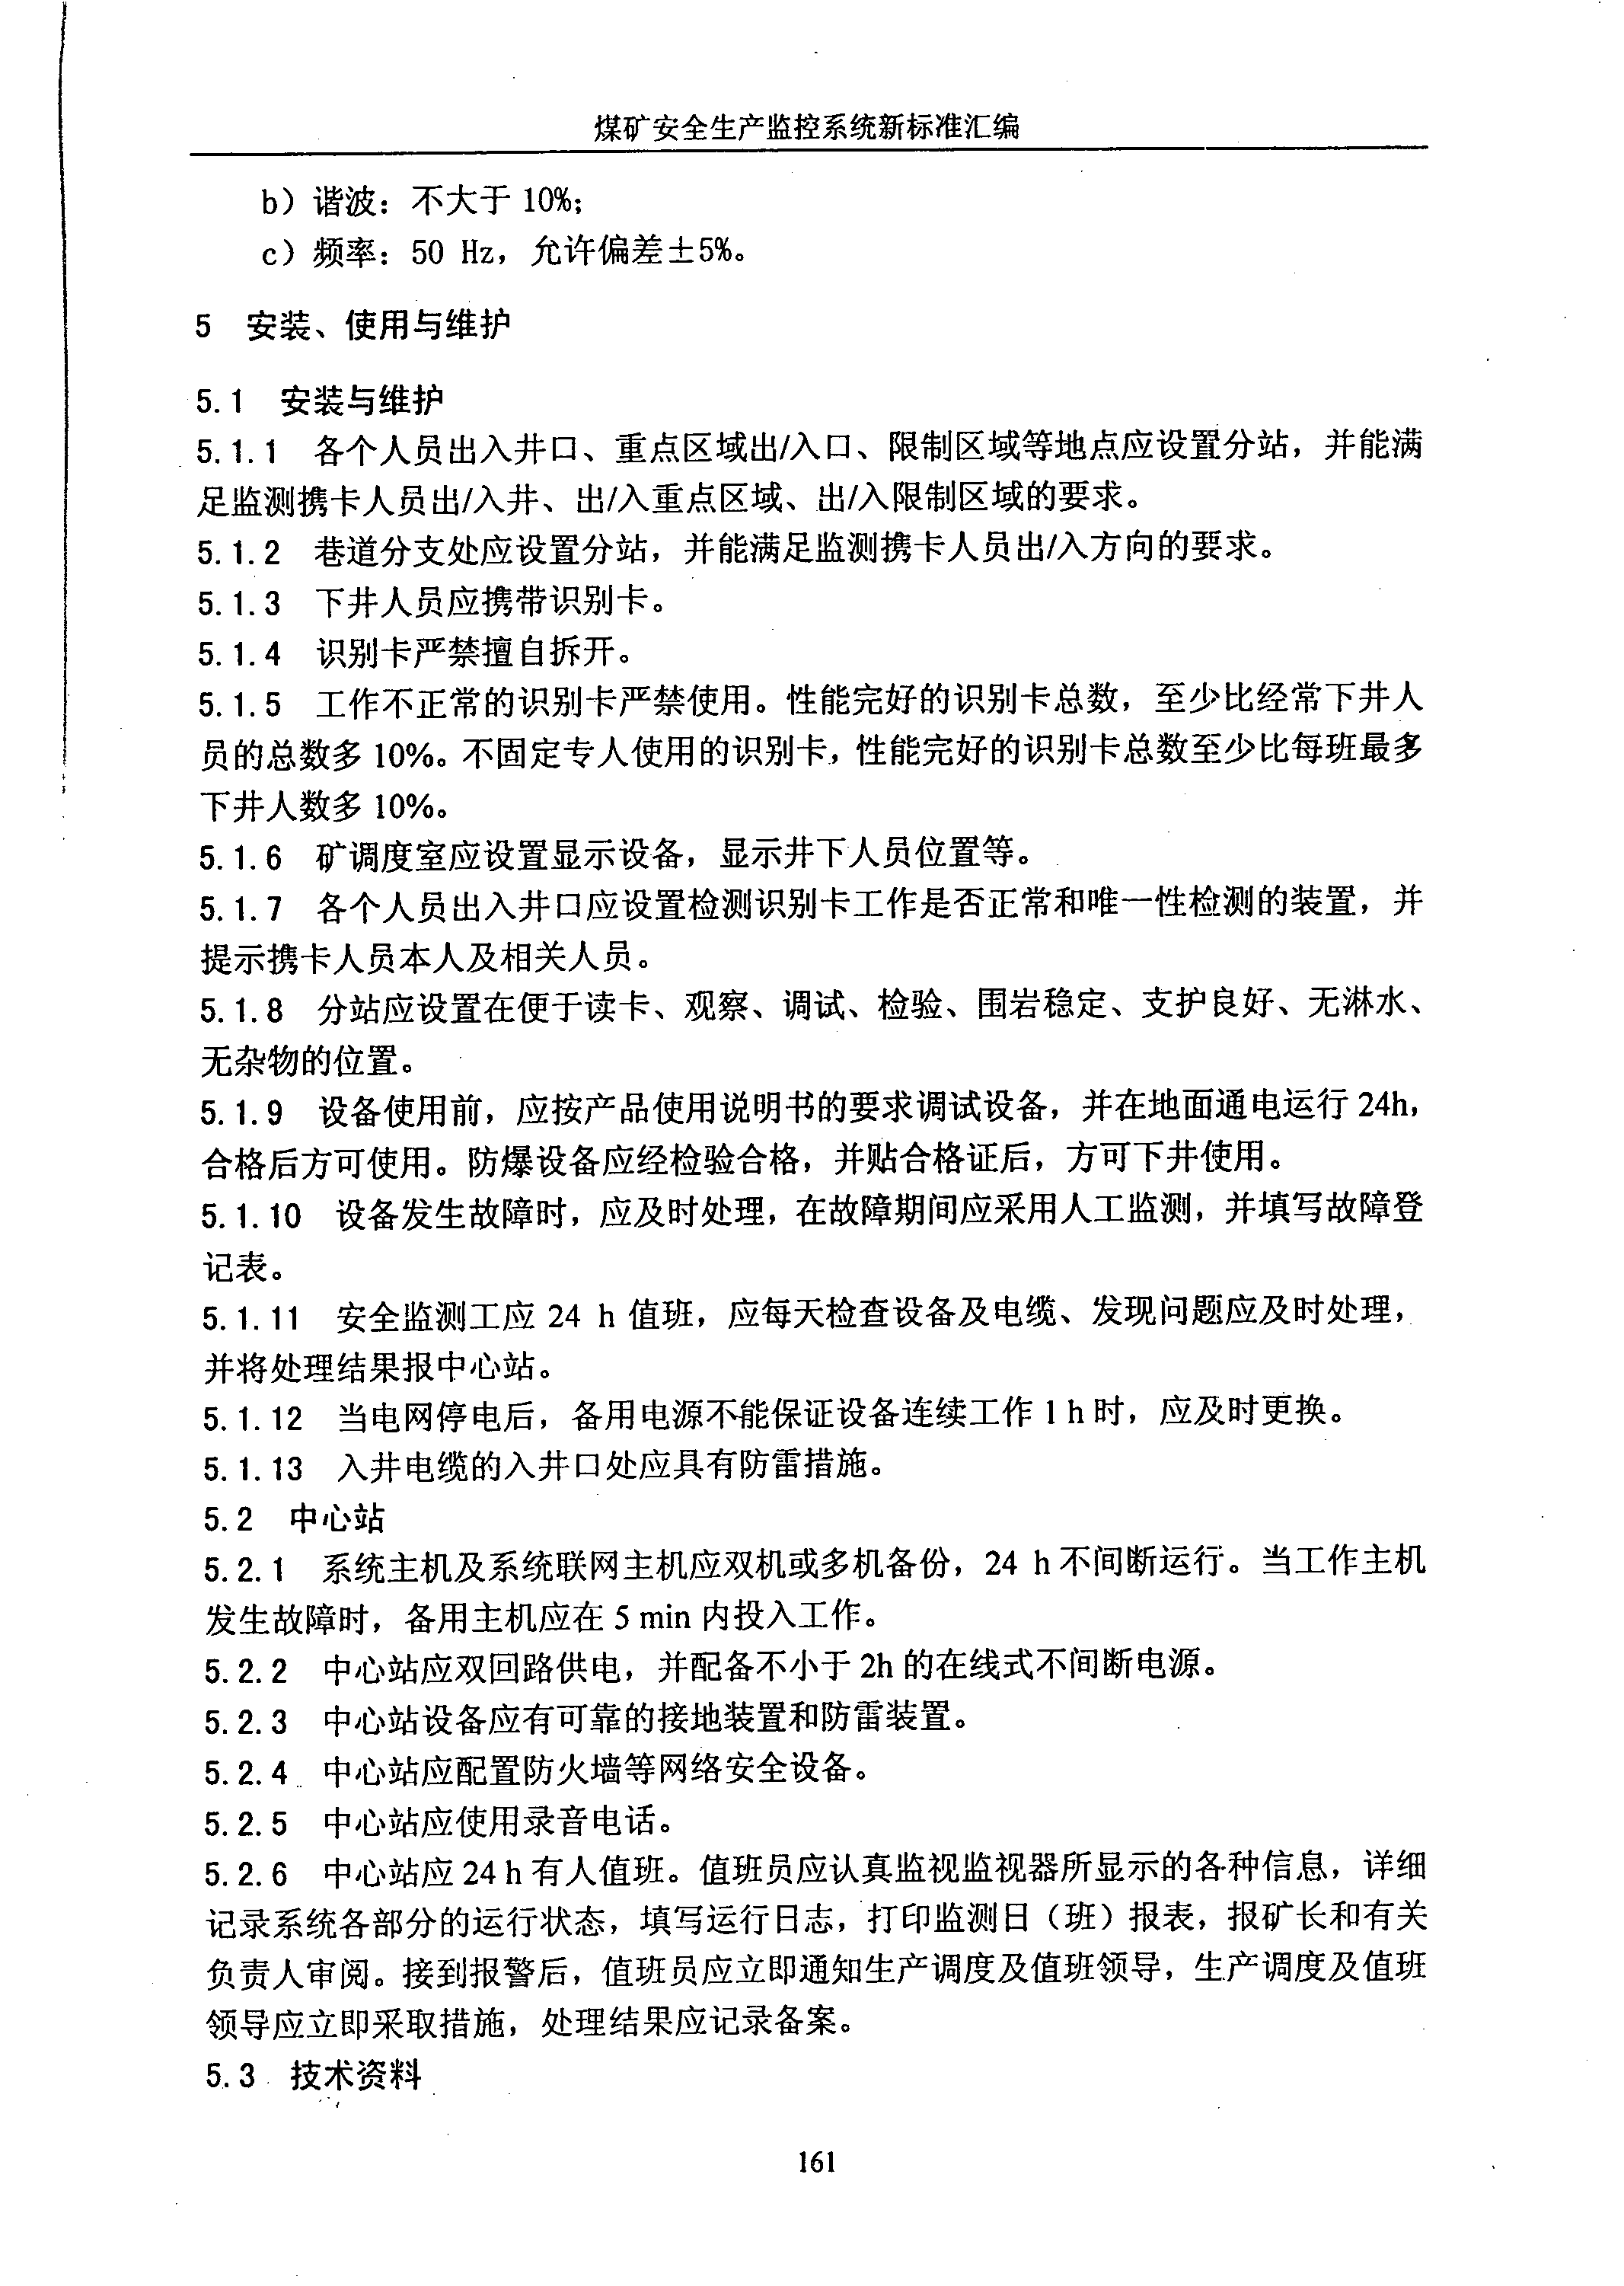 煤矿安全生产监控系统新标准汇编
b）谐波：不大于 10%；
c）频率：50 Hz，允许偏差±5%。
5 安装、使用与维护
5.1 安装与维护
5.1.1 各个人员出入井口、重点区域出/入口、限制区域等地点应设置分站，并能满
足监测携卡人员出/入井、出/入重点区域、出/入限制区域的要求。
5.1.2 巷道分支处应设置分站，并能满足监测携卡人员出/入方向的要求。
5.1.3 下井人员应携带识别卡。
5.1.4 识别卡严禁擅自拆开。
5.1.5 工作不正常的识别卡严禁使用。性能完好的识别卡总数，至少比经常下井人
员的总数多 10%。不固定专人使用的识别卡，性能完好的识别卡总数至少比每班最多
下井人数多 10%。
5.1.6 矿调度室应设置显示设备，显示井下人员位置等。
5.1.7 各个人员出入井口应设置检测识别卡工作是否正常和唯一性检测的装置，并
提示携卡人员本人及相关人员。
5.1.8 分站应设置在便于读卡、观察、调试、检验、围岩稳定、支护良好、无淋水、
无杂物的位置。
5.1.9 设备使用前，应按产品使用说明书的要求调试设备，并在地面通电运行 24h，
合格后方可使用。防爆设备应经检验合格，并贴合格证后，方可下井使用。
5.1.10 设备发生故障时，应及时处理，在故障期间应采用人工监测，并填写故障登
记表。
5.1.11 安全监测工应 24 h 值班，应每天检查设备及电缆、发现问题应及时处理，
并将处理结果报中心站。
5.1.12 当电网停电后，备用电源不能保证设备连续工作 1 h 时，应及时更换。
5.1.13 入井电缆的入井口处应具有防雷措施。
5.2 中心站
5.2.1 系统主机及系统联网主机应双机或多机备份，24 h 不间断运行。当工作主机
发生故障时，备用主机应在 5 min 内投入工作。
5.2.2 中心站应双回路供电，并配备不小于 2h 的在线式不间断电源。
5.2.3 中心站设备应有可靠的接地装置和防雷装置。
5.2.4 中心站应配置防火墙等网络安全设备。
5.2.5 中心站应使用录音电话。
5.2.6 中心站应 24 h 有人值班。值班员应认真监视监视器所显示的各种信息，详细
记录系统各部分的运行状态，填写运行日志，打印监测日（班）报表，报矿长和有关
负责人审阅。接到报警后，值班员应立即通知生产调度及值班领导，生产调度及值班
领导应立即采取措施，处理结果应记录备案。
5.3 技术资料
161